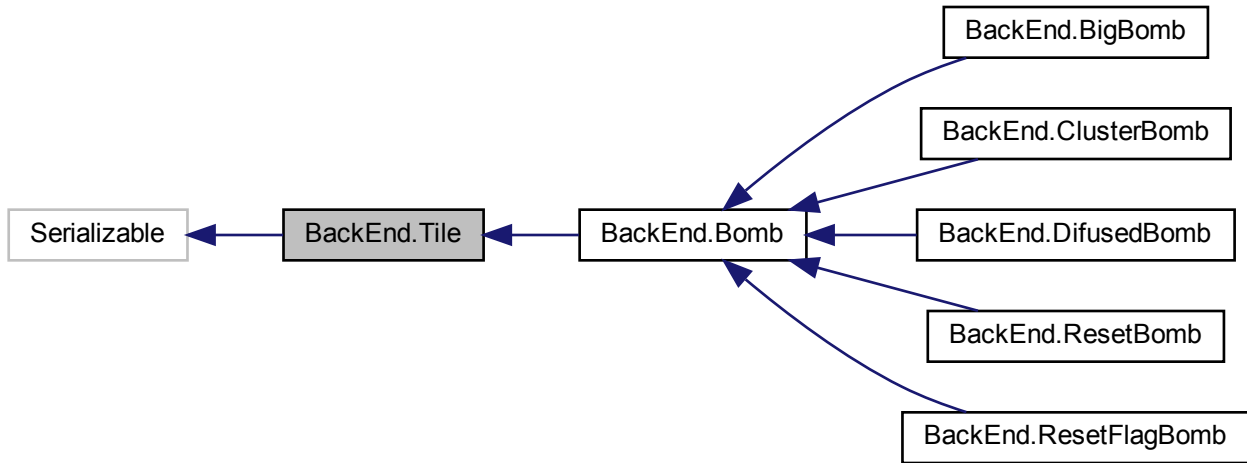 BackEnd.BigBomb
BackEnd.ClusterBomb
Serializable
BackEnd.Tile
BackEnd.Bomb
BackEnd.DifusedBomb
BackEnd.ResetBomb
BackEnd.ResetFlagBomb